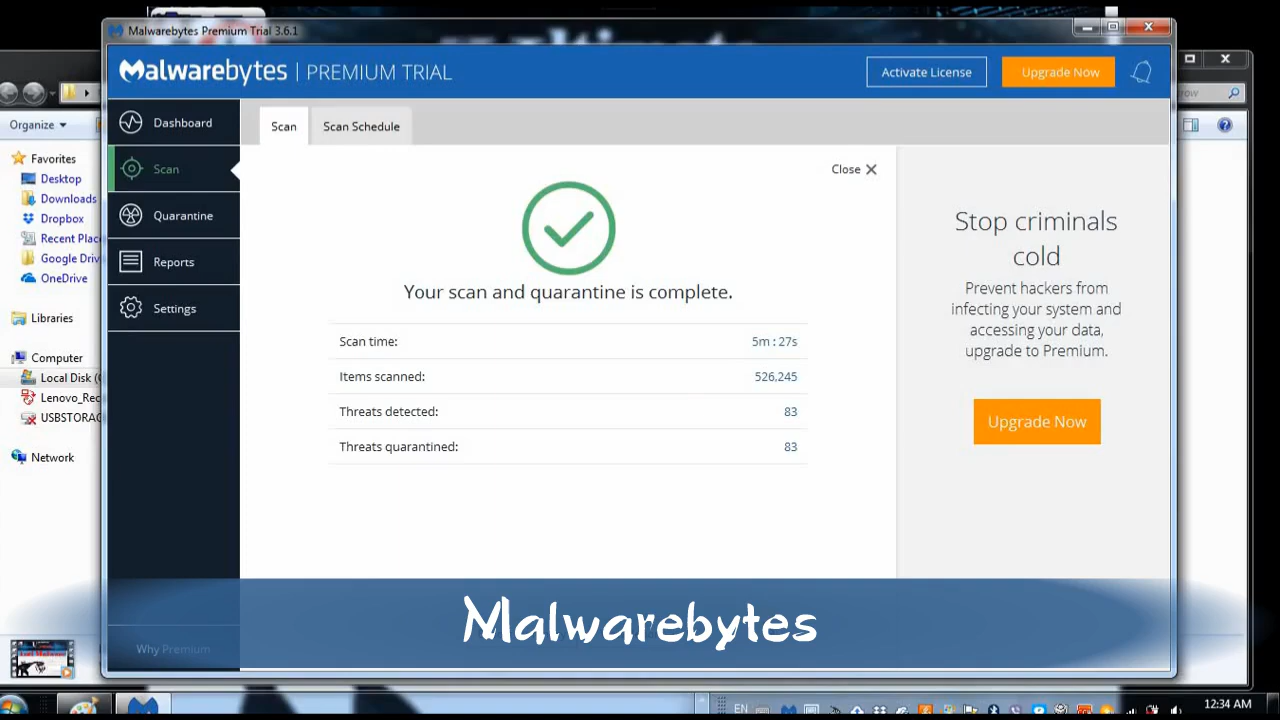 Malwarebytes Premium Trial 3.6.1
Malwarebytes | PREMIUM TRIAL
Activate License
Upgrade Now
Dashboard
Scan
Quarantine
Reports
Settings
Why Premium
Scan
Scan Schedule
Close
Your scan and quarantine is complete.
Scan time: 5m : 27s
Items scanned: 526,245
Threats detected: 83
Threats quarantined: 83
Stop criminals
cold
Prevent hackers from
infecting your system and
accessing your data,
upgrade to Premium.
Upgrade Now
Organize
Favorites
Desktop
Downloads
Dropbox
Recent Plac
Google Driv
OneDrive
Libraries
Computer
Local Disk (
Lenovo_Rec
USBSTORAG
Network
Malwarebytes
EN
12:34 AM